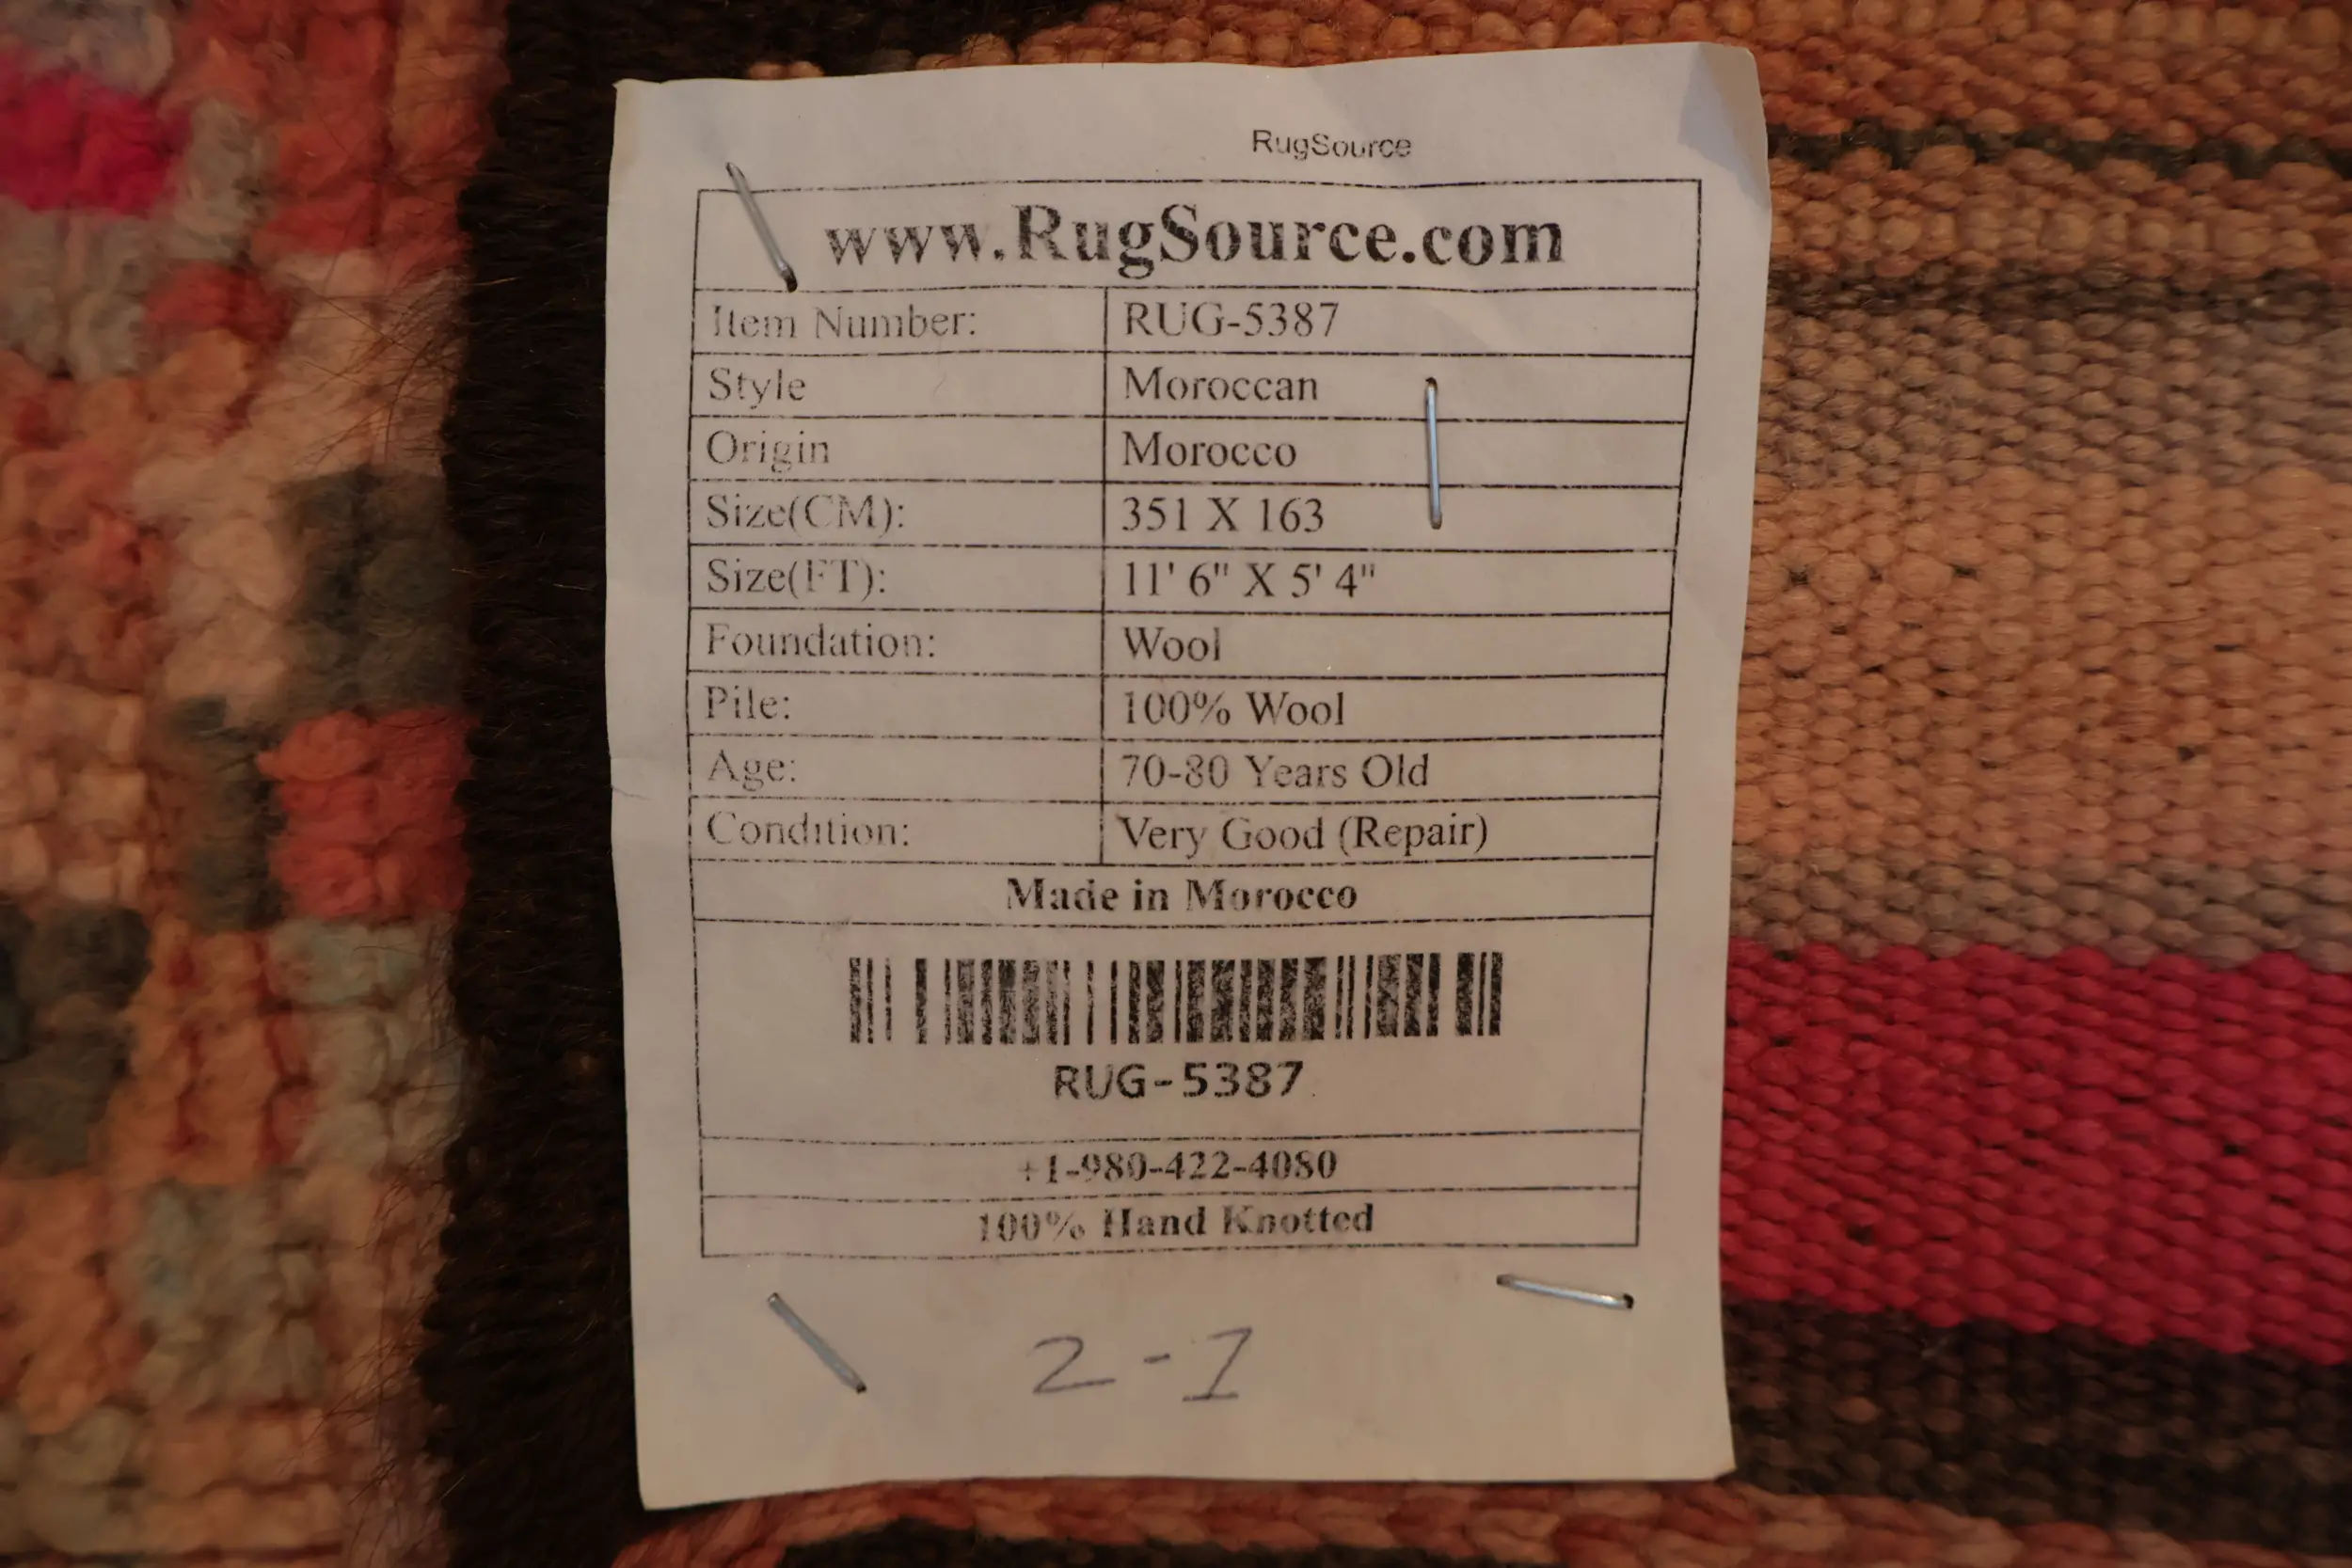 RugSource
www.RugSource.com
Item Number: RUG-5387
Style Moroccan
Origin Morocco
Size(CM): 351 X 163
Size(FT): 11' 6" X 5' 4"
Foundation: Wool
Pile: 100% Wool
Age: 70-80 Years Old
Condition: Very Good (Repair)
Made in Morocco
RUG-5387
+1-980-422-4080
100% Hand Knotted
2-1